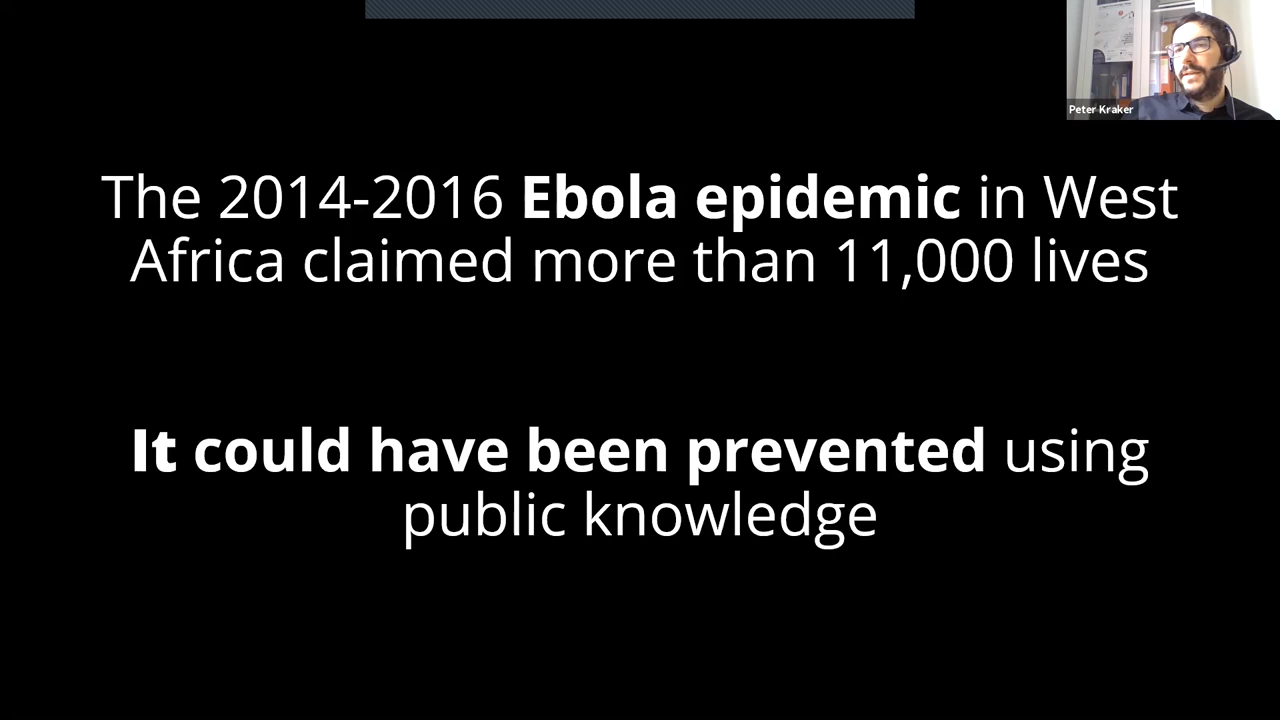 Peter Kraker
The 2014-2016 Ebola epidemic in West
Africa claimed more than 11,000 lives
It could have been prevented using
public knowledge